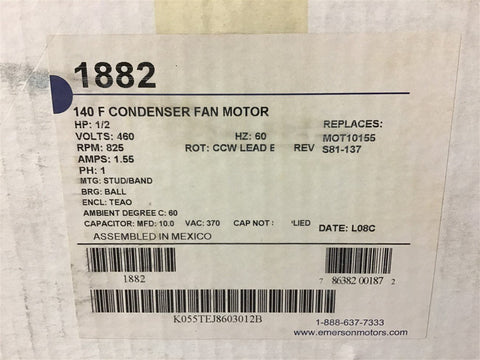 1882
140 F CONDENSER FAN MOTOR
HP: 1/2
VOLTS: 460 HZ: 60
RPM: 825 ROT: CCW LEAD E REV
AMPS: 1.55
PH: 1
MTG: STUD/BAND
BRG: BALL
ENCL: TEAO
AMBIENT DEGREE C: 60
CAPACITOR: MFD: 10.0 VAC: 370 CAP NOT
REPLACES:
MOT10155
S81-137
DATE: L08C
ASSEMBLED IN MEXICO
1882
7 86382 00187 2
K055TEJ8603012B
1-888-637-7333
www.emersonmotors.com